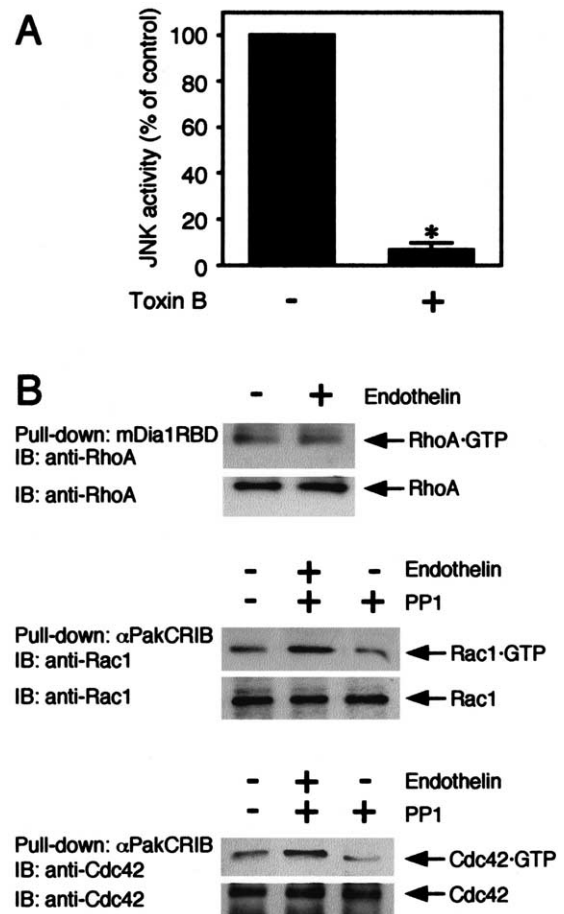 A
JNK activity (% of control)
100
80
60
40
20
0
*
Toxin B - +
B
- + Endothelin
Pull-down: mDia1RBD
IB: anti-RhoA
RhoA·GTP
IB: anti-RhoA
RhoA
- + - Endothelin
- + + PP1
Pull-down: αPakCRIB
IB: anti-Rac1
Rac1·GTP
IB: anti-Rac1
Rac1
- + - Endothelin
- + + PP1
Pull-down: αPakCRIB
IB: anti-Cdc42
Cdc42·GTP
IB: anti-Cdc42
Cdc42